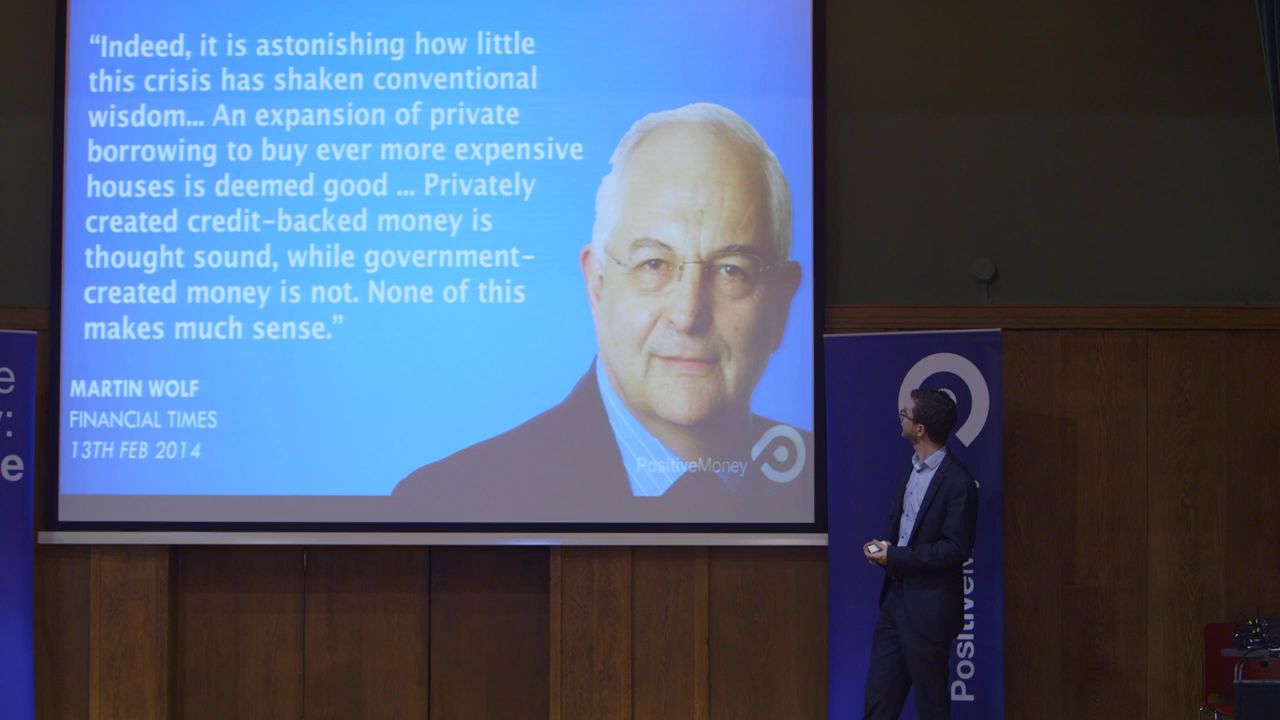 “Indeed, it is astonishing how little
this crisis has shaken conventional
wisdom... An expansion of private
borrowing to buy ever more expensive
houses is deemed good ... Privately
created credit-backed money is
thought sound, while government-
created money is not. None of this
makes much sense.”
MARTIN WOLF
FINANCIAL TIMES
13TH FEB 2014
PositiveMoney